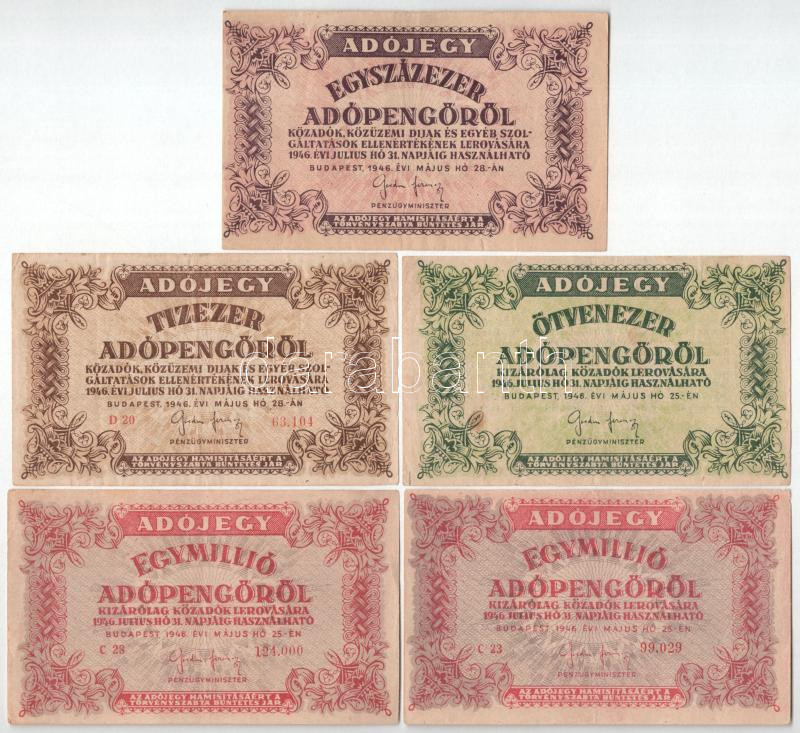 ADÓJEGY
EGYSZÁZEZER
ADÓPENGŐRŐL
KÖZADÓK, KÖZÜZEMI DIJAK ÉS EGYÉB SZOL-
GÁLTATÁSOK ELLENÉRTÉKÉNEK LEROVÁSÁRA
1946. ÉVI JULIUS HÓ 31. NAPJÁIG HASZNÁLHATÓ
BUDAPEST, 1946. ÉVI MÁJUS HÓ 28.-ÁN
PÉNZÜGYMINISZTER
AZ ADÓJEGY HAMISITÁSÁÉRT A
TÖRVÉNYSZABTA BÜNTETÉS JÁR
ADÓJEGY
TIZEZER
ADÓPENGŐRŐL
KÖZADÓK, KÖZÜZEMI DIJAK ÉS EGYÉB SZOL-
GÁLTATÁSOK ELLENÉRTÉKÉNEK LEROVÁSÁRA
1946. ÉVI JULIUS HÓ 31. NAPJÁIG HASZNÁLHATÓ
BUDAPEST, 1946. ÉVI MÁJUS HÓ 28.-ÁN
D 20 63.104
PÉNZÜGYMINISZTER
AZ ADÓJEGY HAMISITÁSÁÉRT A
TÖRVÉNYSZABTA BÜNTETÉS JÁR
ADÓJEGY
ÖTVENEZER
ADÓPENGŐRŐL
KIZÁRÓLAG KÖZADÓK LEROVÁSÁRA
1946. JULIUS HÓ 31. NAPJÁIG HASZNÁLHATÓ
BUDAPEST, 1946. ÉVI MÁJUS HÓ 25.-ÉN
PÉNZÜGYMINISZTER
AZ ADÓJEGY HAMISITÁSÁÉRT A
TÖRVÉNYSZABTA BÜNTETÉS JÁR
darabanth
ADÓJEGY
EGYMILLIÓ
ADÓPENGŐRŐL
KIZÁRÓLAG KÖZADÓK LEROVÁSÁRA
1946. JULIUS HÓ 31. NAPJÁIG HASZNÁLHATÓ
BUDAPEST, 1946. ÉVI MÁJUS HÓ 25-ÉN
C 28 124.000
PÉNZÜGYMINISZTER
AZ ADÓJEGY HAMISITÁSÁÉRT A
TÖRVÉNYSZABTA BÜNTETÉS JÁR
ADÓJEGY
EGYMILLIÓ
ADÓPENGŐRŐL
KIZÁRÓLAG KÖZADÓK LEROVÁSÁRA
1946. JULIUS HÓ 31. NAPJÁIG HASZNÁLHATÓ
BUDAPEST, 1946. ÉVI MÁJUS HÓ 25-ÉN
C 23 99.029
PÉNZÜGYMINISZTER
AZ ADÓJEGY HAMISITÁSÁÉRT A
TÖRVÉNYSZABTA BÜNTETÉS JÁR